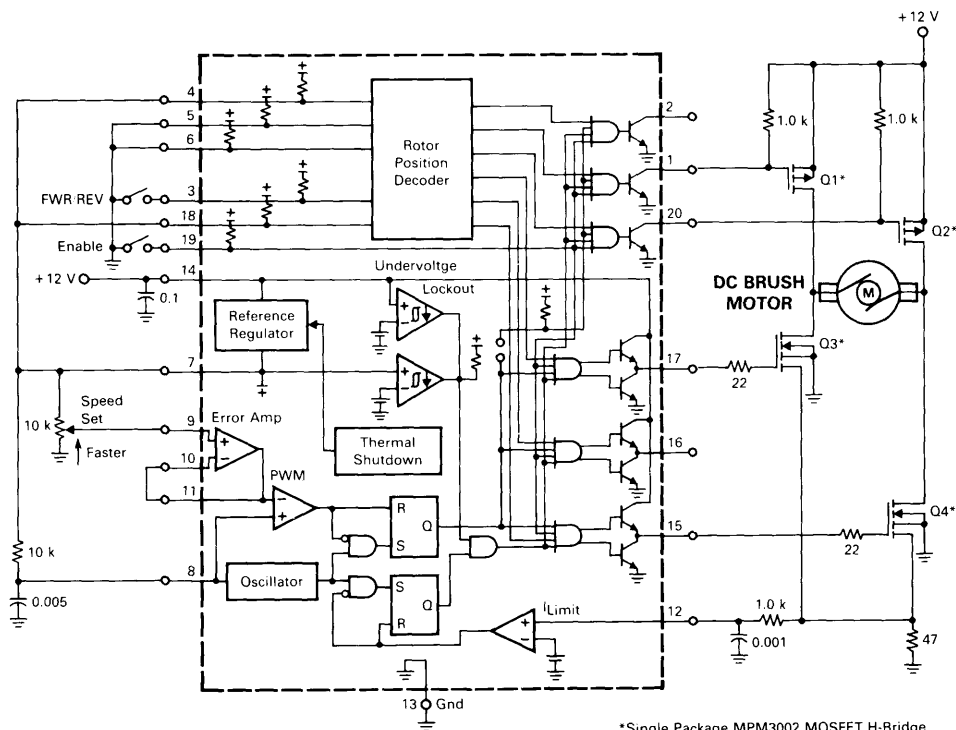 +12 V
4
5
6
FWR/REV
3
18
Enable
19
+12 V
14
0.1
Rotor
Position
Decoder
2
1
20
1.0 k
1.0 k
Q1*
Q2*
DC BRUSH
MOTOR
M
Undervoltge
Lockout
Reference
Regulator
7
Speed
Set
10 k
Faster
9
10
11
Error Amp
PWM
Thermal
Shutdown
+
-
+
-
+
-
-
+
R
Q
S
S
Q
R
10 k
8
0.005
Oscillator
ILimit
+
-
17
22
Q3*
16
15
22
Q4*
12
1.0 k
0.001
47
13
Gnd
*Single Package MPM3002 MOSFET H-Bridge